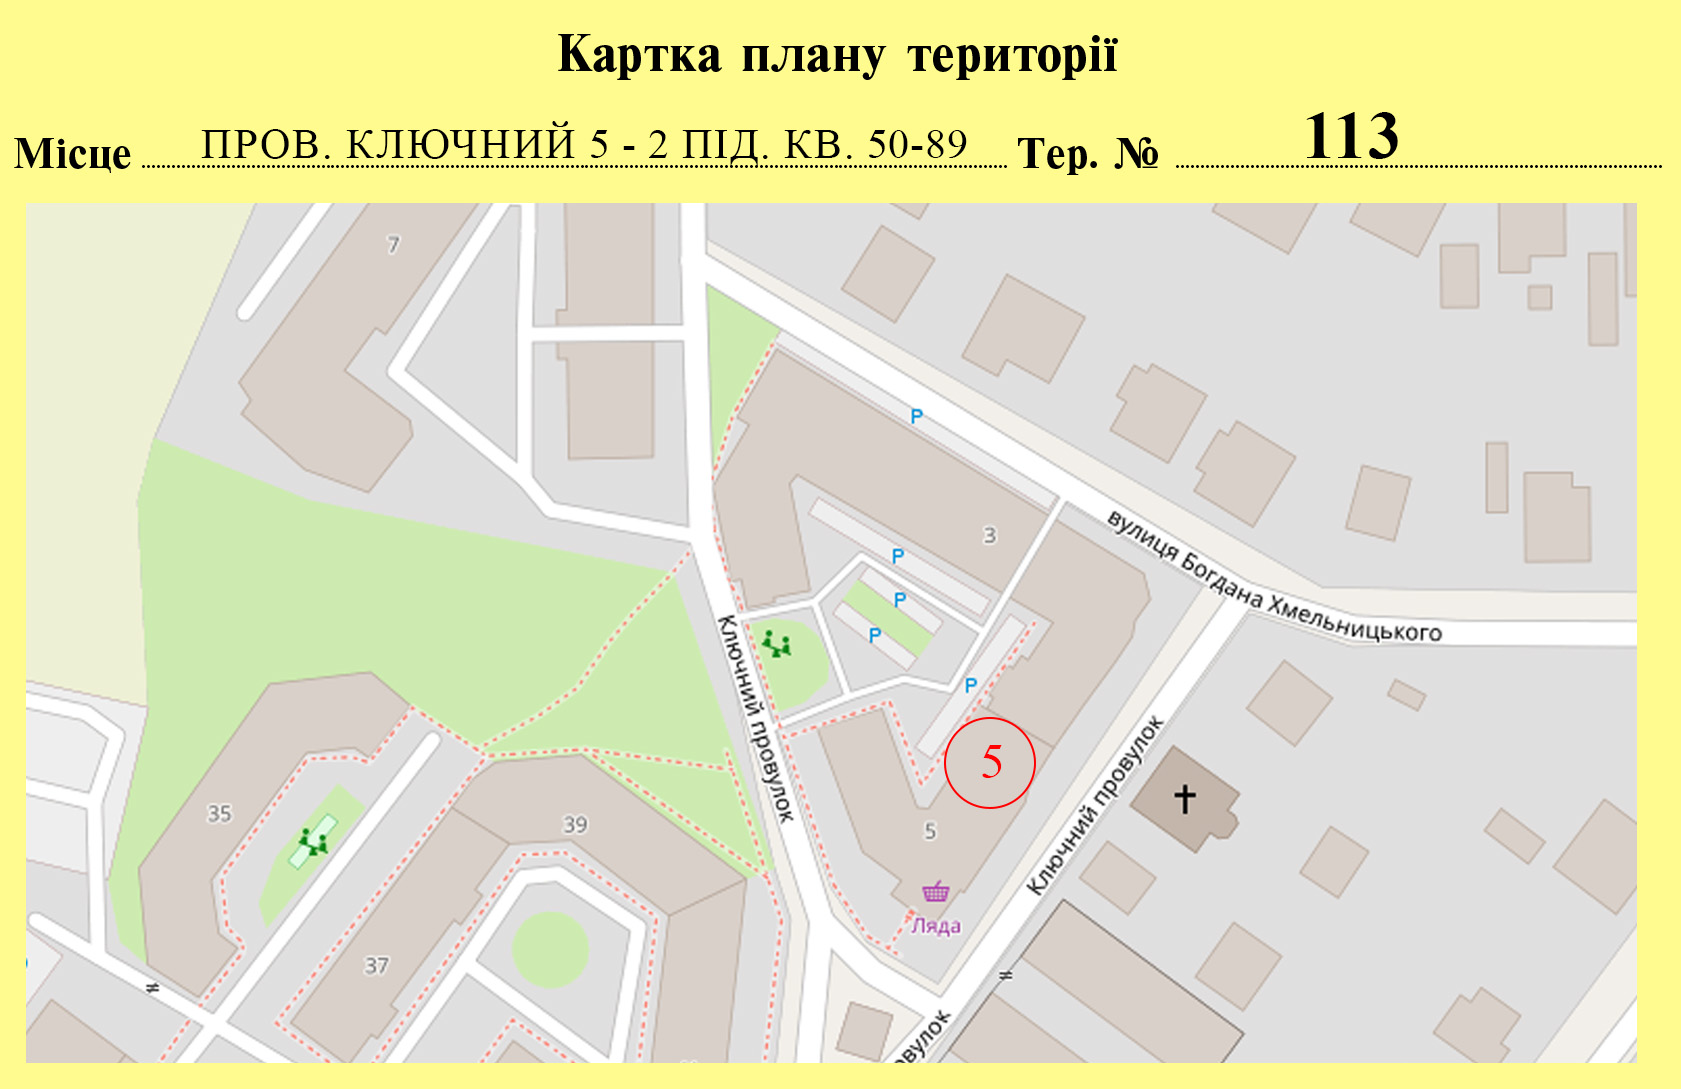 Картка плану території
Місце ПРОВ. КЛЮЧНИЙ 5 - 2 ПІД. КВ. 50-89 Тер. № 113
7
P
3
вулиця Богдана Хмельницького
P
P
P
Ключний провулок
P
Ключний провулок
5
35
39
5
Ляда
37
овулок